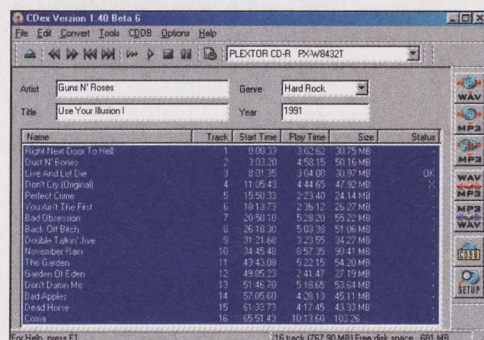 CDex Version 1.40 Beta 6
File Edit Convert Tools CDDB Options Help
PLEXTOR CD-R PX-W8432T
Artist Guns N' Roses Genre Hard Rock
Title Use Your Illusion I Year 1991
Name Track Start Time Play Time Size Status
Right Next Door To Hell 1 0:00.33 3:02.62 30.75 MB
Dust N' Bones 2 3:03.20 4:58.15 50.16 MB
Live And Let Die 3 8:01.35 3:04.08 30.97 MB OK
Don't Cry (Original) 4 11:05.43 4:44.65 47.92 MB X
Perfect Crime 5 15:50.33 2:23.40 24.14 MB
You Ain't The First 6 18:13.73 2:36.12 26.27 MB
Bad Obsession 7 20:50.10 5:28.20 55.22 MB
Back Off Bitch 8 26:18.30 5:03.38 51.06 MB
Double Talkin' Jive 9 31:21.68 3:23.55 34.27 MB
November Rain 10 34:45.48 8:57.35 90.41 MB
The Garden 11 43:43.08 5:22.15 54.20 MB
Garden Of Eden 12 49:05.23 2:41.47 27.19 MB
Don't Damn Me 13 51:46.70 5:18.65 53.64 MB
Bad Apples 14 57:05.60 4:28.13 45.11 MB
Dead Horse 15 61:33.73 4:17.45 43.33 MB
Coma 16 65:51.43 10:13.60 103.26...
For Help, press F1 16 track (767.90 MB) Free disk space 681 MB
WAV
MP3
MP3
WAV
MP3
MP3
WAV
CDDB
SETUP